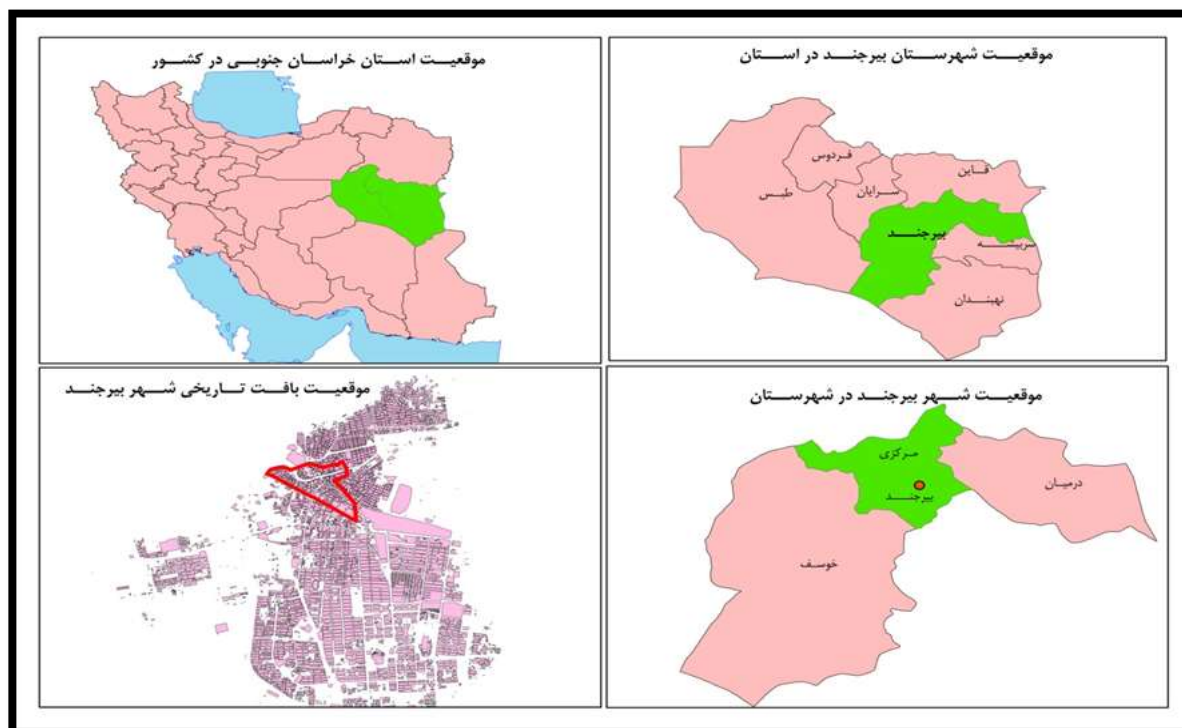 موقعیت شهرستان بیرجند در استان
فردوس
قاین
طبس
سرایان
بیرجند
سربیشه
نهبندان
موقعیت استان خراسان جنوبی در کشور
موقعیت شهر بیرجند در شهرستان
مرکزی
درمیان
بیرجند
خوسف
موقعیت بافت تاریخی شهر بیرجند